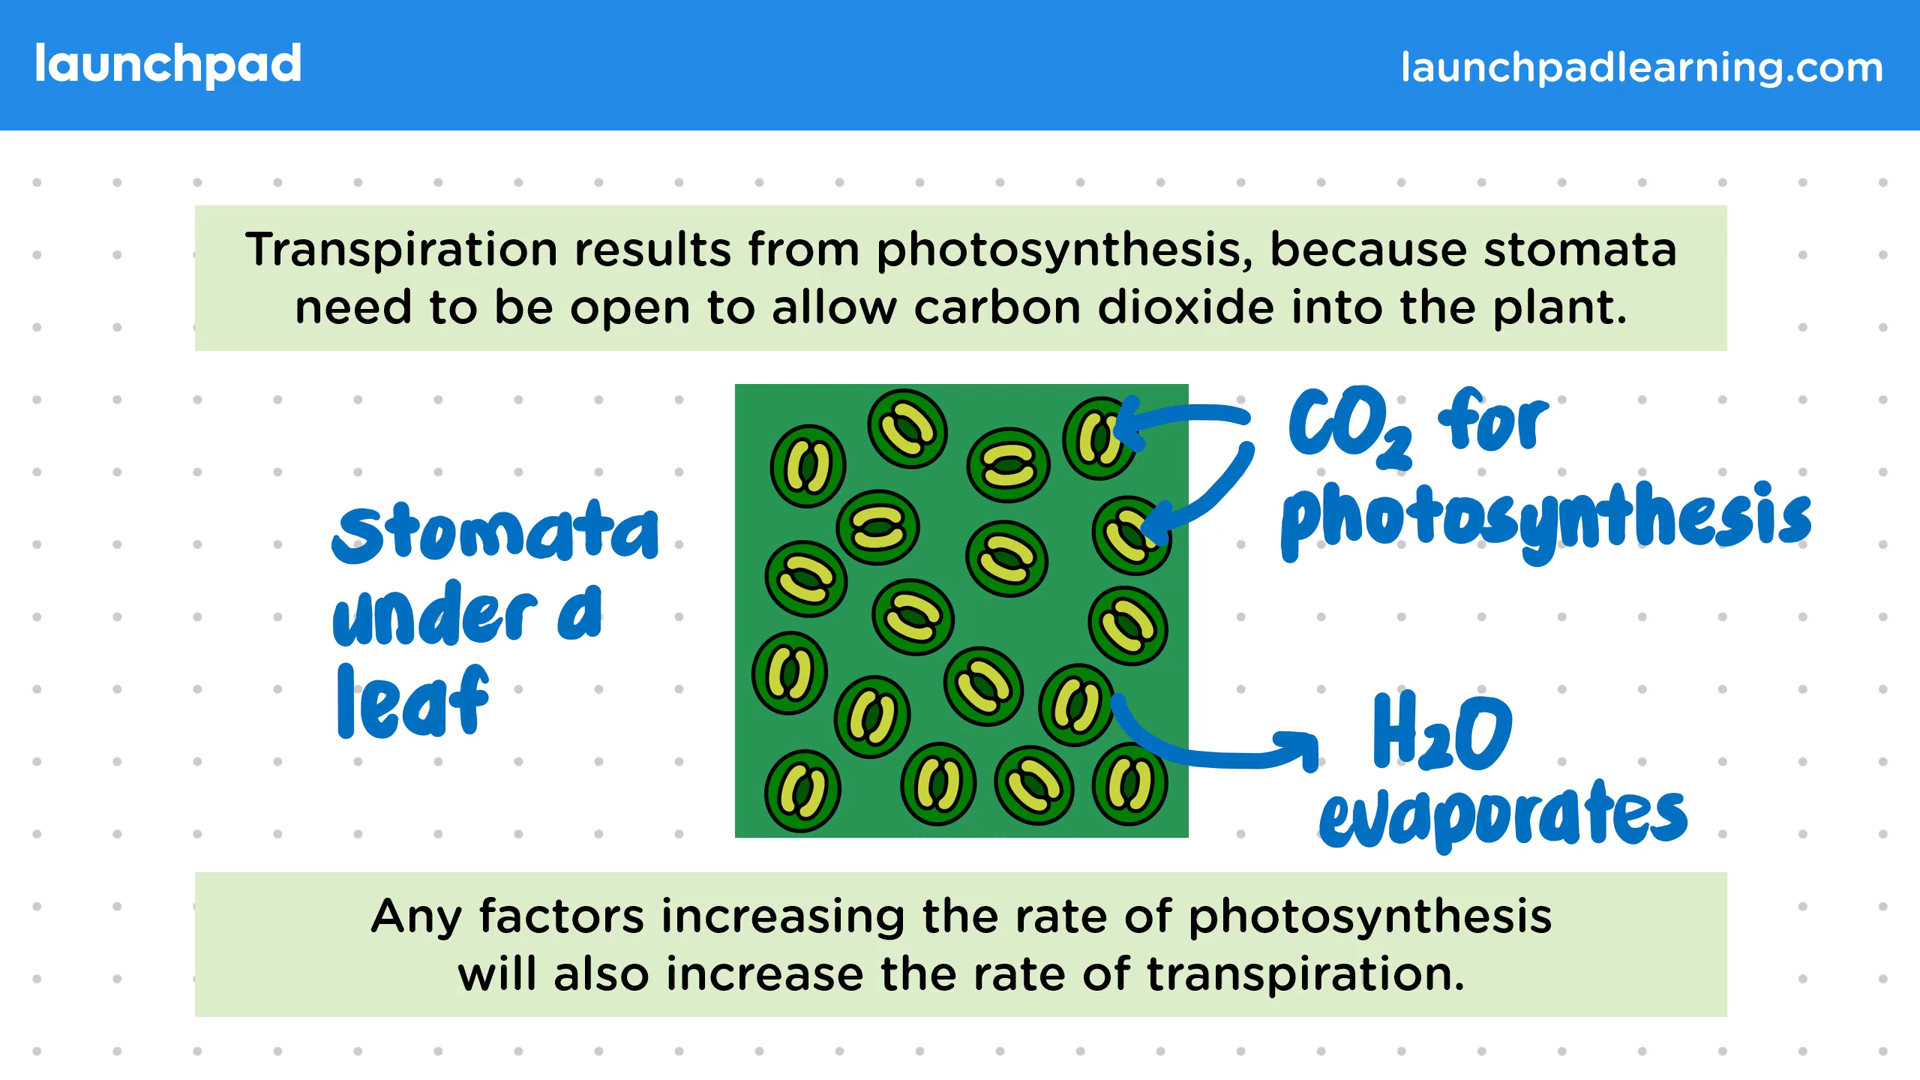 launchpad
launchpadlearning.com
Transpiration results from photosynthesis, because stomata
need to be open to allow carbon dioxide into the plant.
Stomata
under a
leaf
CO₂ for
photosynthesis
H₂O
evaporates
Any factors increasing the rate of photosynthesis
will also increase the rate of transpiration.